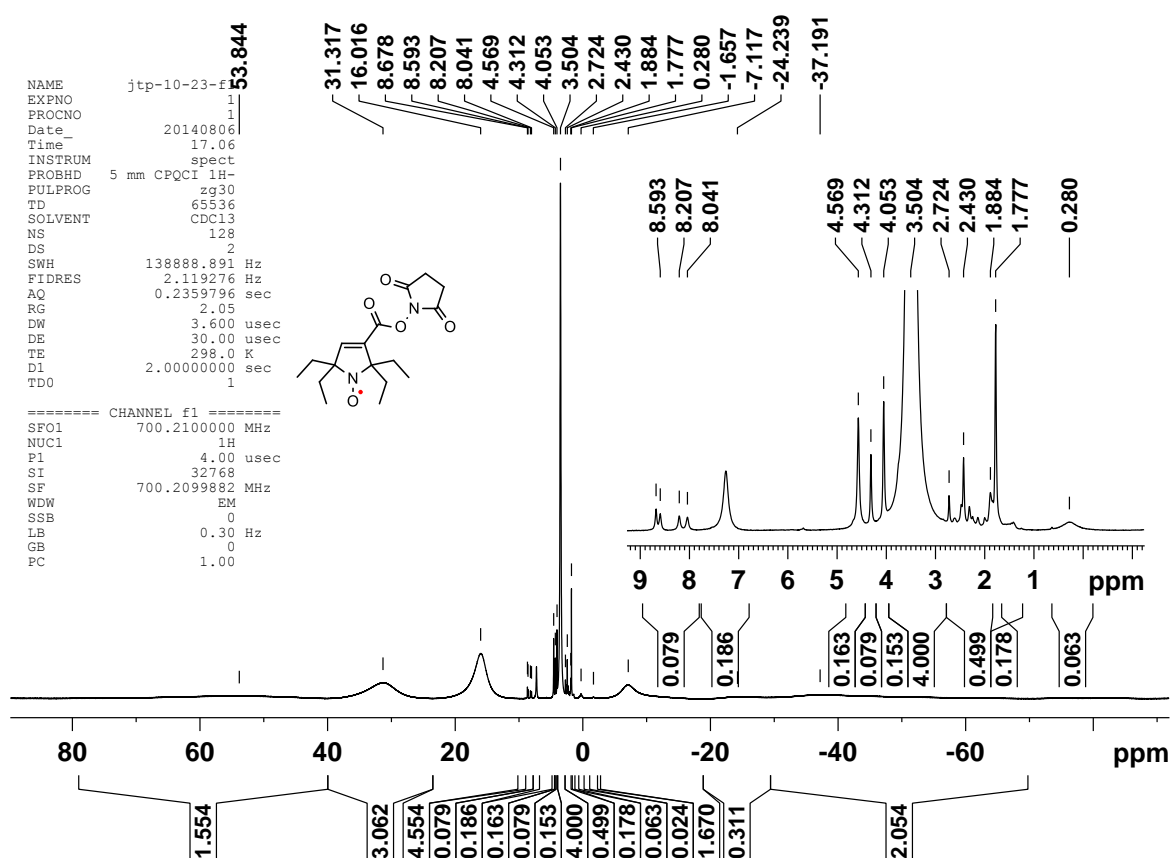 53.844 31.317 16.016 8.678 8.593 8.207 8.041 4.569 4.312 4.053 3.504 2.724 2.430 1.884 1.777 0.280 -1.657 -7.117 -24.239 -37.191
NAME jtp-10-23-f
EXPNO 1
PROCNO 1
Date_ 20140806
Time 17.06
INSTRUM spect
PROBHD 5 mm CPQCI 1H-
PULPROG zg30
TD 65536
SOLVENT CDCl3
NS 128
DS 2
SWH 138888.891 Hz
FIDRES 2.119276 Hz
AQ 0.2359796 sec
RG 2.05
DW 3.600 usec
DE 30.00 usec
TE 298.0 K
D1 2.00000000 sec
TD0 1
======== CHANNEL f1 ========
SFO1 700.2100000 MHz
NUC1 1H
P1 4.00 usec
SI 32768
SF 700.2099882 MHz
WDW EM
SSB 0
LB 0.30 Hz
GB 0
PC 1.00
O
N
O
O
O
N
O
8.593 8.207 8.041 4.569 4.312 4.053 3.504 2.724 2.430 1.884 1.777 0.280
9 8 7 6 5 4 3 2 1 ppm
0.079 0.186 0.163 0.079 0.153 4.000 0.499 0.178 0.063
80 60 40 20 0 -20 -40 -60 ppm
1.554 3.062 4.554 0.079 0.186 0.163 0.079 0.153 4.000 0.499 0.178 0.063 0.024 1.670 0.311 2.054